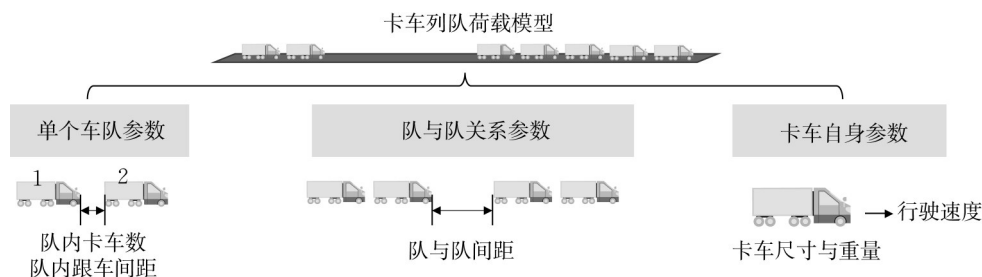 卡车列队荷载模型
单个车队参数
队与队关系参数
卡车自身参数
1
2
队内卡车数
队内跟车间距
队与队间距
行驶速度
卡车尺寸与重量